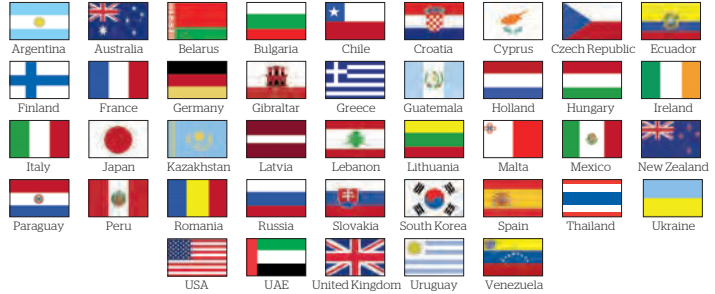 Argentina Australia Belarus Bulgaria Chile Croatia Cyprus Czech Republic Ecuador
Finland France Germany Gibraltar Greece Guatemala Holland Hungary Ireland
Italy Japan Kazakhstan Latvia Lebanon Lithuania Malta Mexico New Zealand
Paraguay Peru Romania Russia Slovakia South Korea Spain Thailand Ukraine
USA UAE United Kingdom Uruguay Venezuela